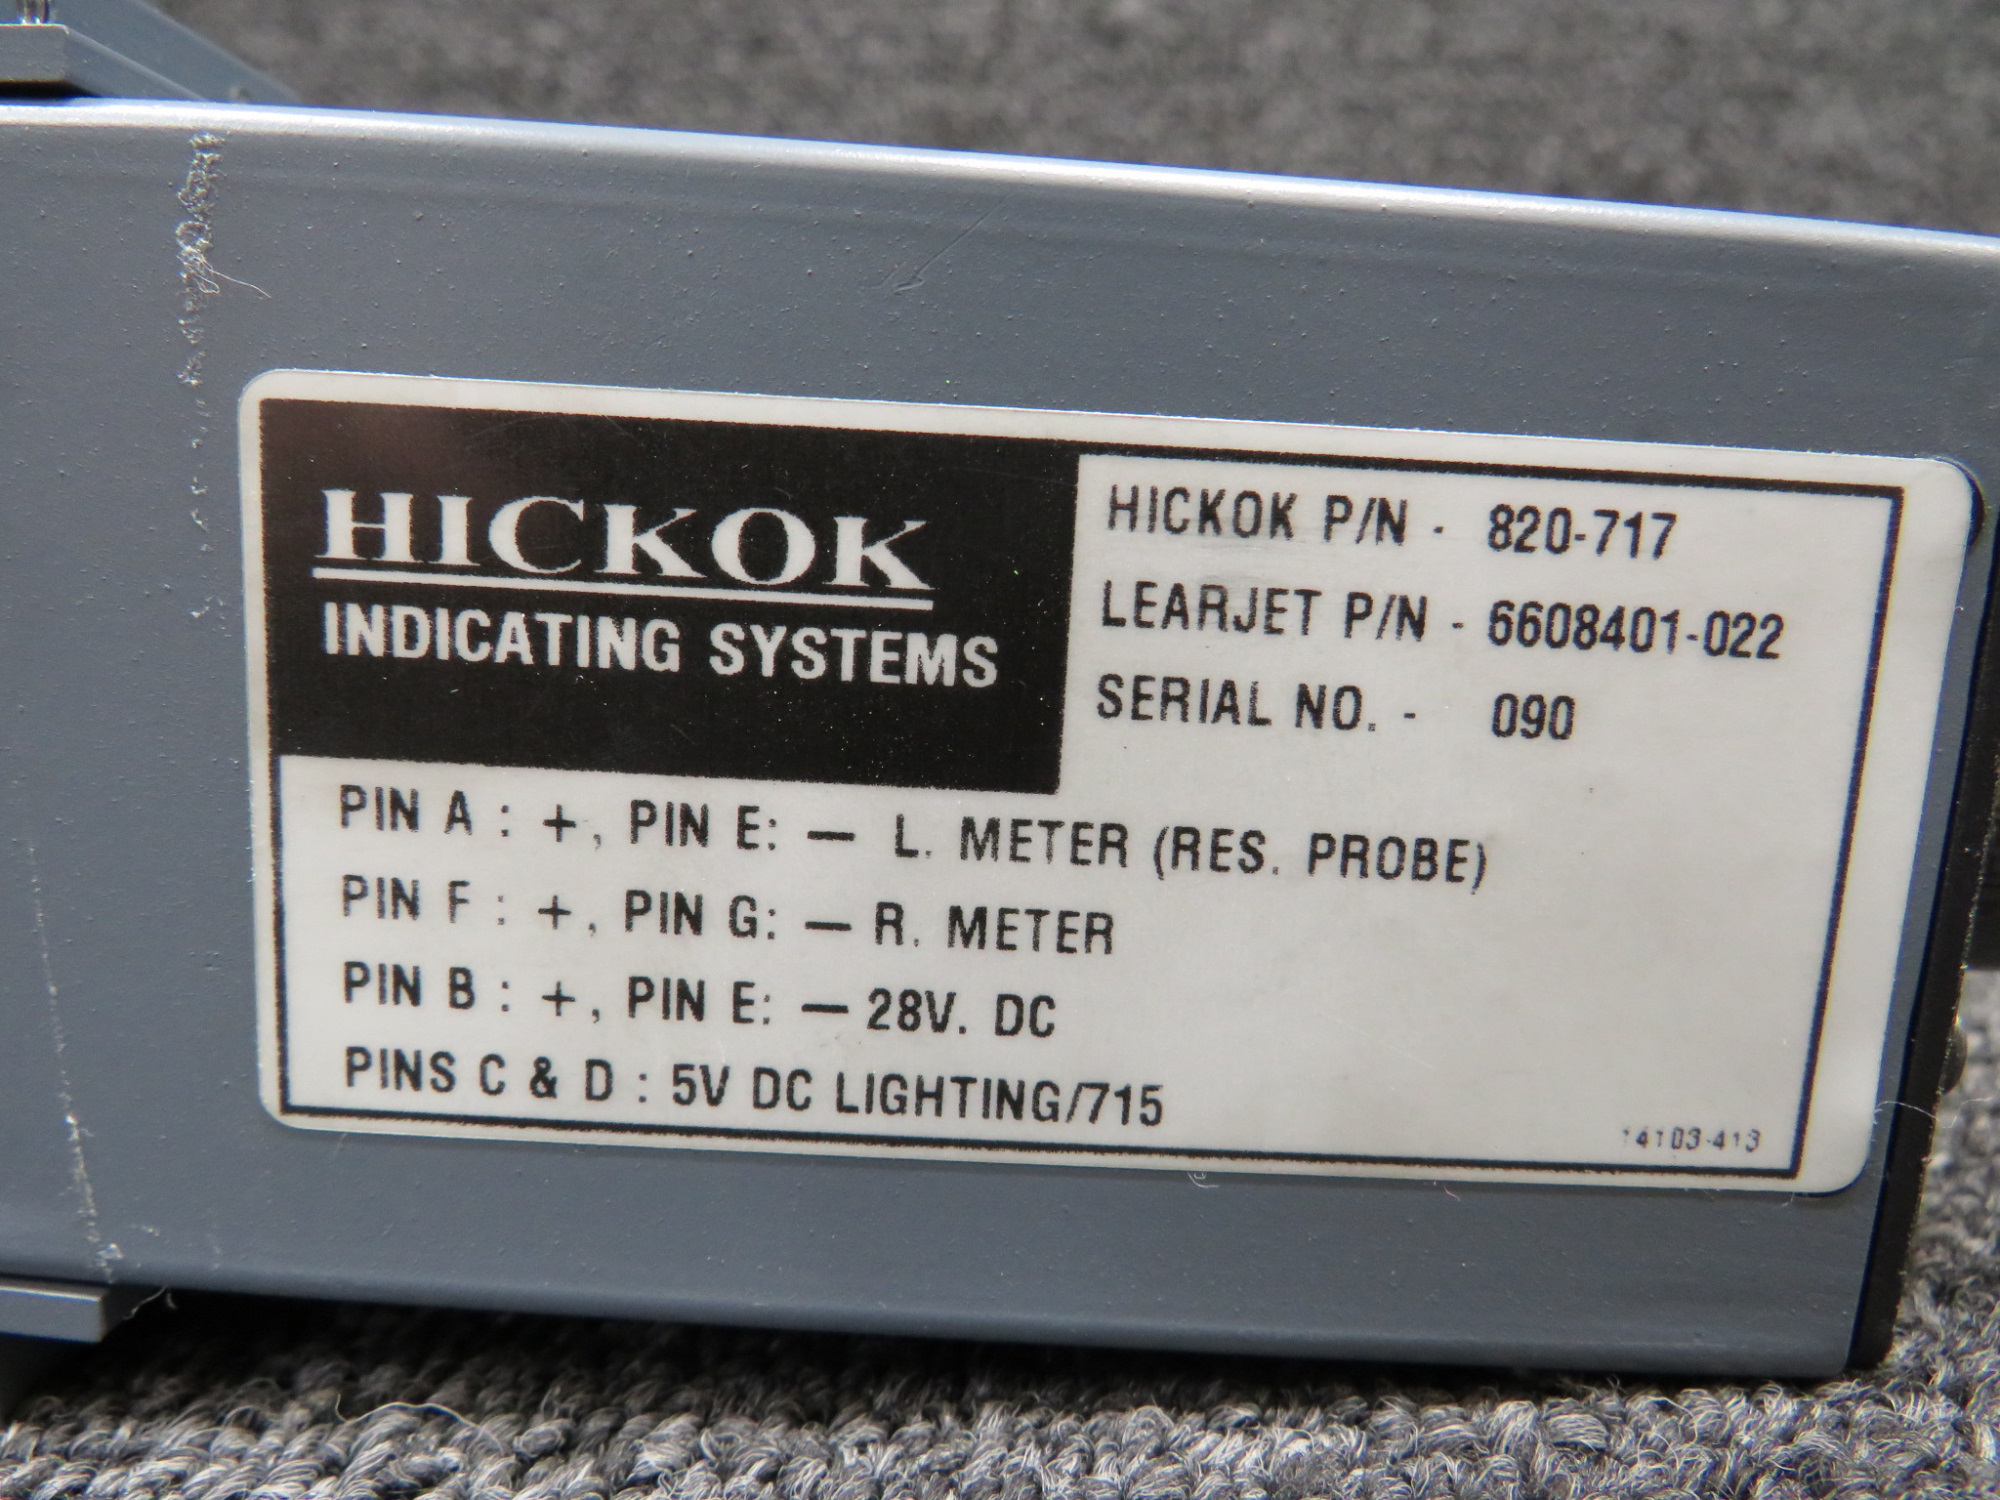 HICKOK
INDICATING SYSTEMS
HICKOK P/N - 820-717
LEARJET P/N - 6608401-022
SERIAL NO. - 090
PIN A : +, PIN E: — L. METER (RES. PROBE)
PIN F : +, PIN G: — R. METER
PIN B : +, PIN E: — 28V. DC
PINS C & D : 5V DC LIGHTING/715
14103-413